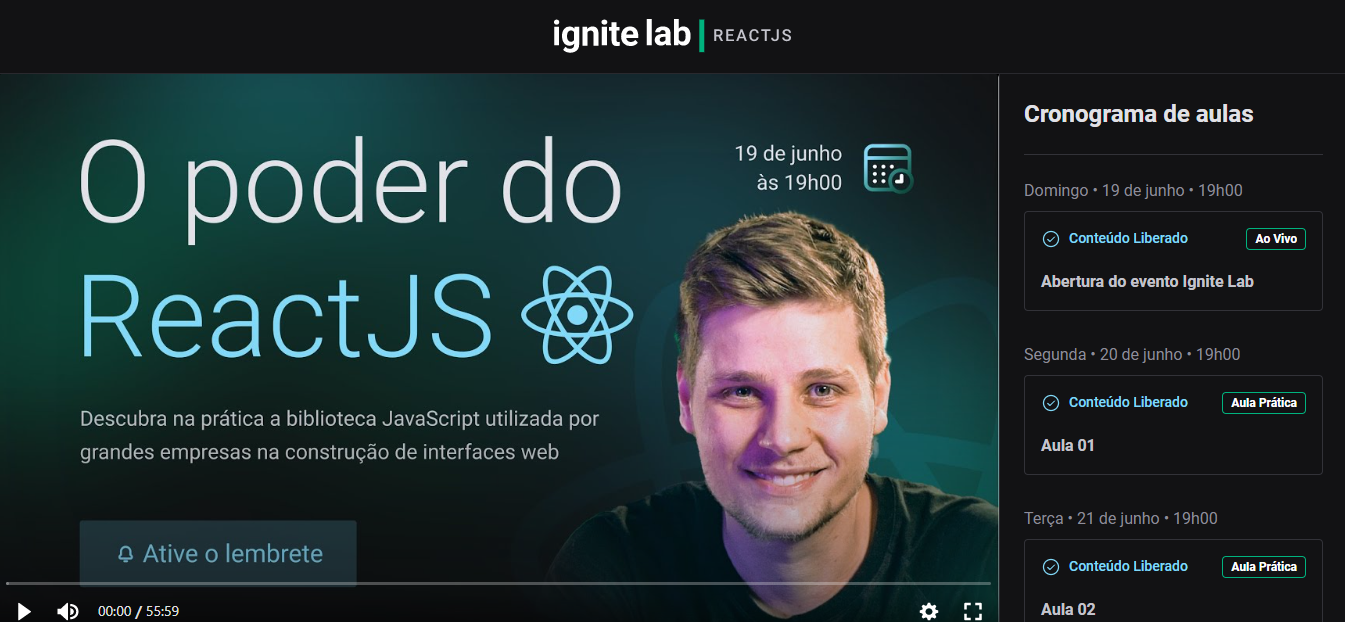 ignite lab | REACTJS
O poder do
ReactJS
19 de junho
às 19h00
Descubra na prática a biblioteca JavaScript utilizada por
grandes empresas na construção de interfaces web
Ative o lembrete
00:00 / 55:59
Cronograma de aulas
Domingo • 19 de junho • 19h00
Conteúdo Liberado
Ao Vivo
Abertura do evento Ignite Lab
Segunda • 20 de junho • 19h00
Conteúdo Liberado
Aula Prática
Aula 01
Terça • 21 de junho • 19h00
Conteúdo Liberado
Aula Prática
Aula 02